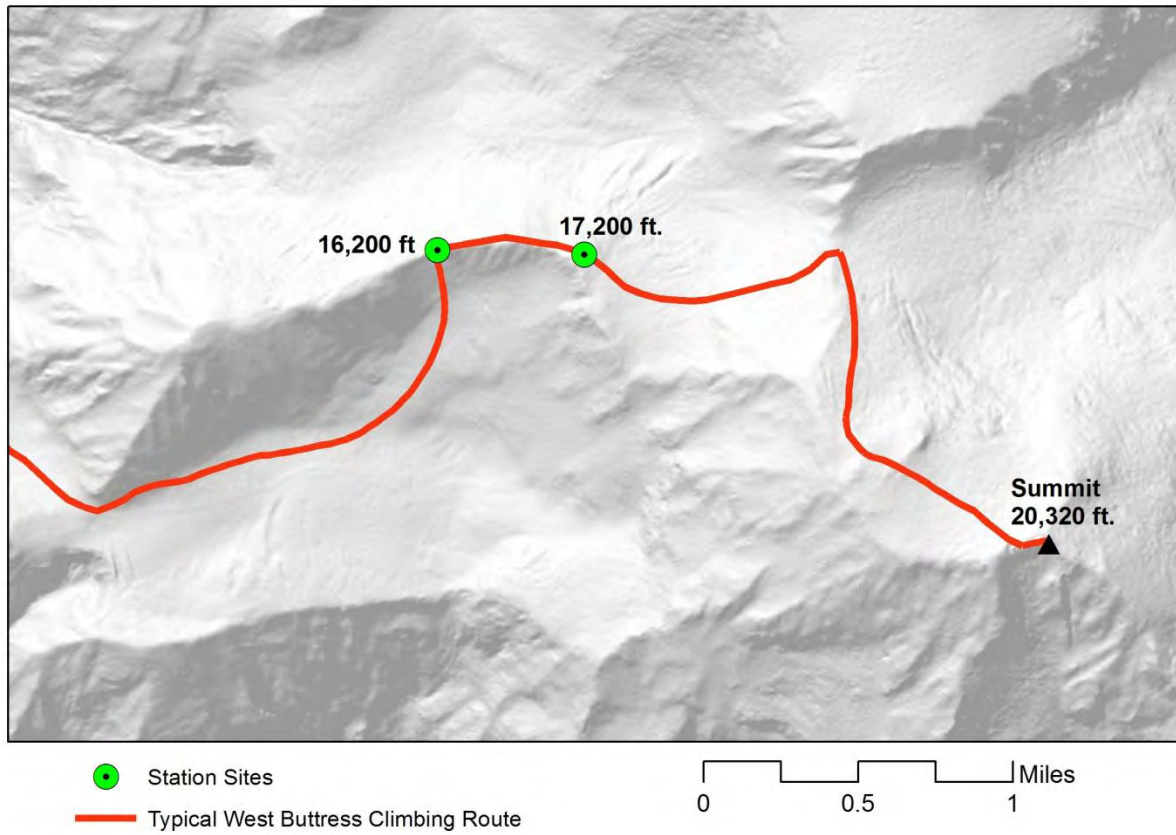 16,200 ft
17,200 ft.
Summit
20,320 ft.
Station Sites
Typical West Buttress Climbing Route
Miles
0 0.5 1